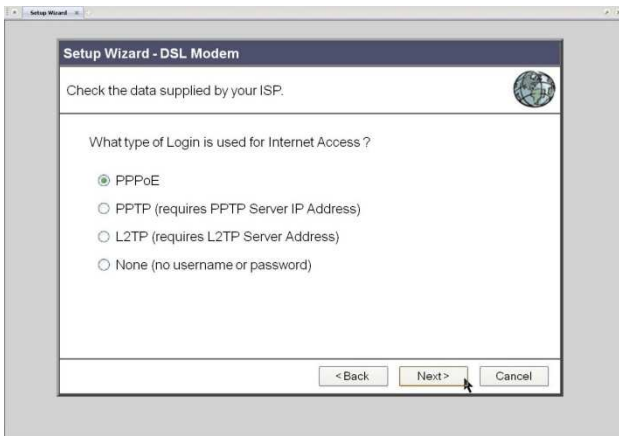 Setup Wizard
Setup Wizard - DSL Modem
Check the data supplied by your ISP.
What type of Login is used for Internet Access ?
PPPoE
PPTP (requires PPTP Server IP Address)
L2TP (requires L2TP Server Address)
None (no username or password)
< Back Next > Cancel